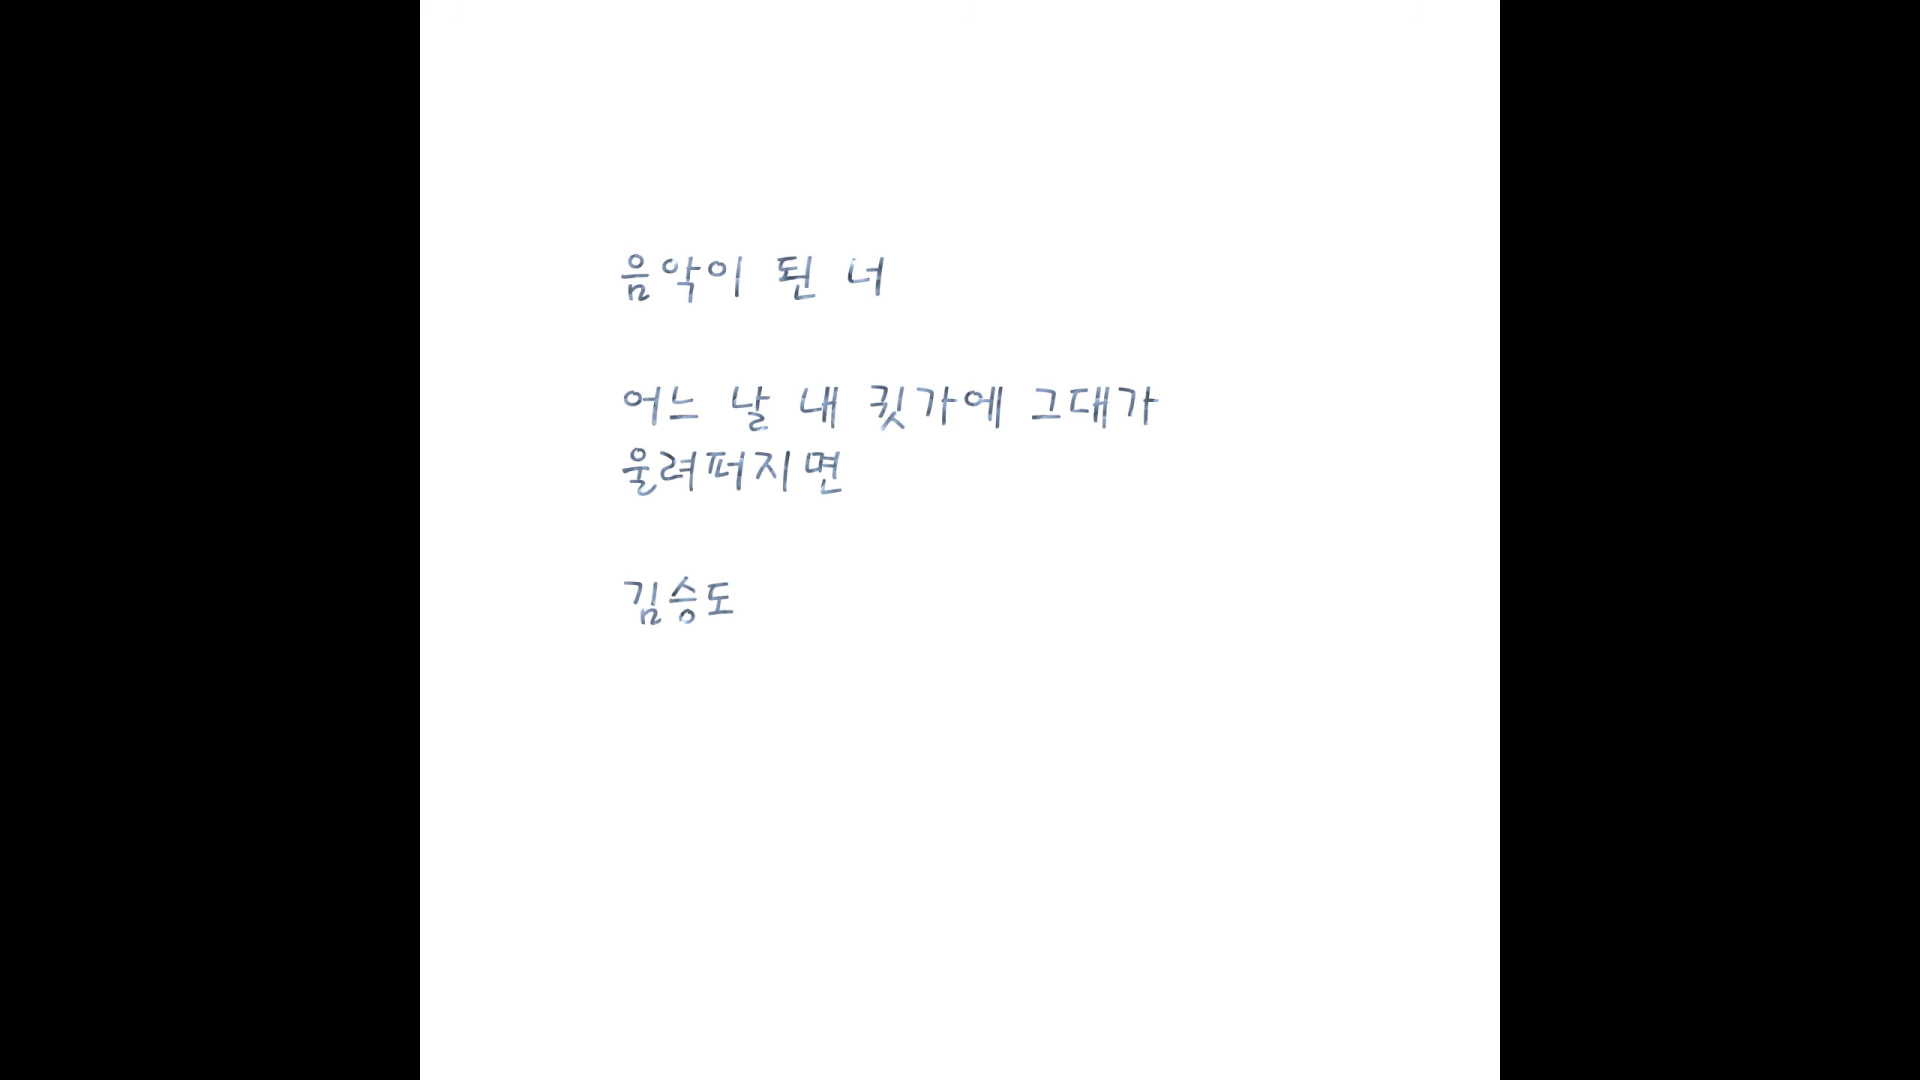 음악이 된 너
어느 날 내 귓가에 그대가
울려퍼지면
김승도